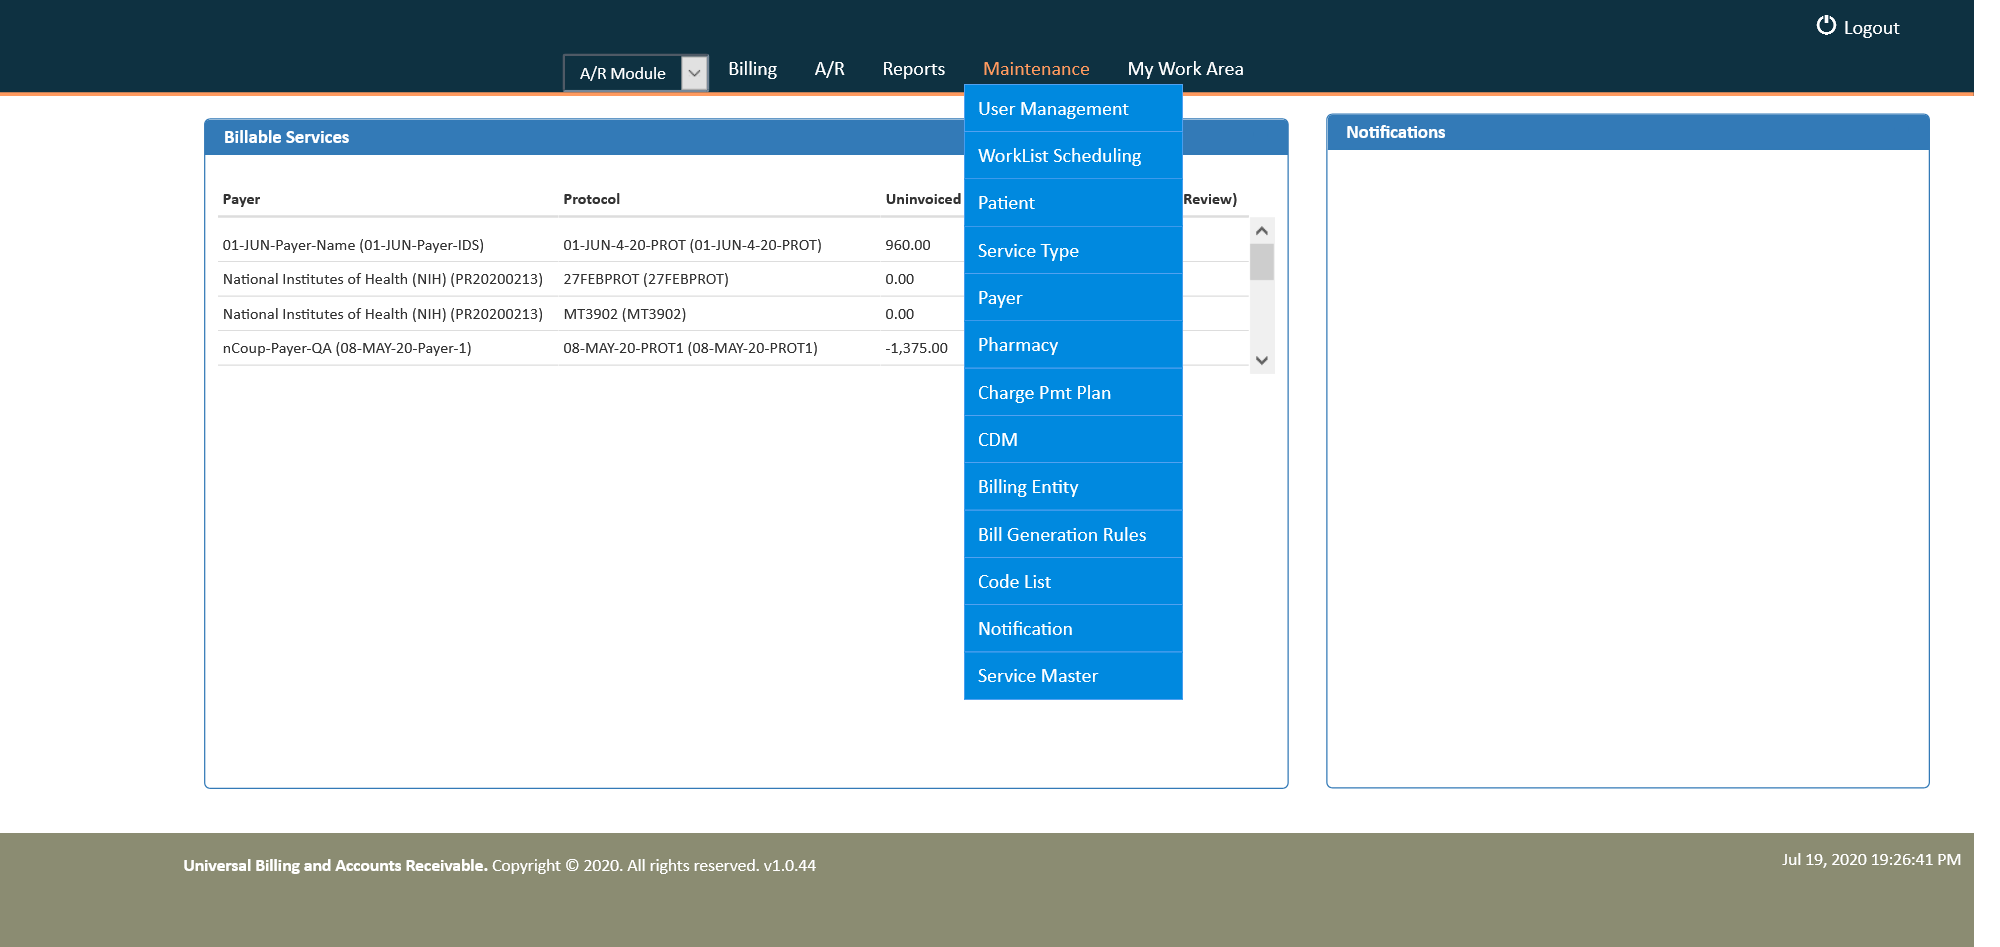 Logout
A/R Module Billing A/R Reports Maintenance My Work Area
User Management
WorkList Scheduling
Patient
Service Type
Payer
Pharmacy
Charge Pmt Plan
CDM
Billing Entity
Bill Generation Rules
Code List
Notification
Service Master
Billable Services
Payer Protocol Uninvoiced Review)
01-JUN-Payer-Name (01-JUN-Payer-IDS) 01-JUN-4-20-PROT (01-JUN-4-20-PROT) 960.00
National Institutes of Health (NIH) (PR20200213) 27FEBPROT (27FEBPROT) 0.00
National Institutes of Health (NIH) (PR20200213) MT3902 (MT3902) 0.00
nCoup-Payer-QA (08-MAY-20-Payer-1) 08-MAY-20-PROT1 (08-MAY-20-PROT1) -1,375.00
Notifications
Universal Billing and Accounts Receivable. Copyright © 2020. All rights reserved. v1.0.44
Jul 19, 2020 19:26:41 PM